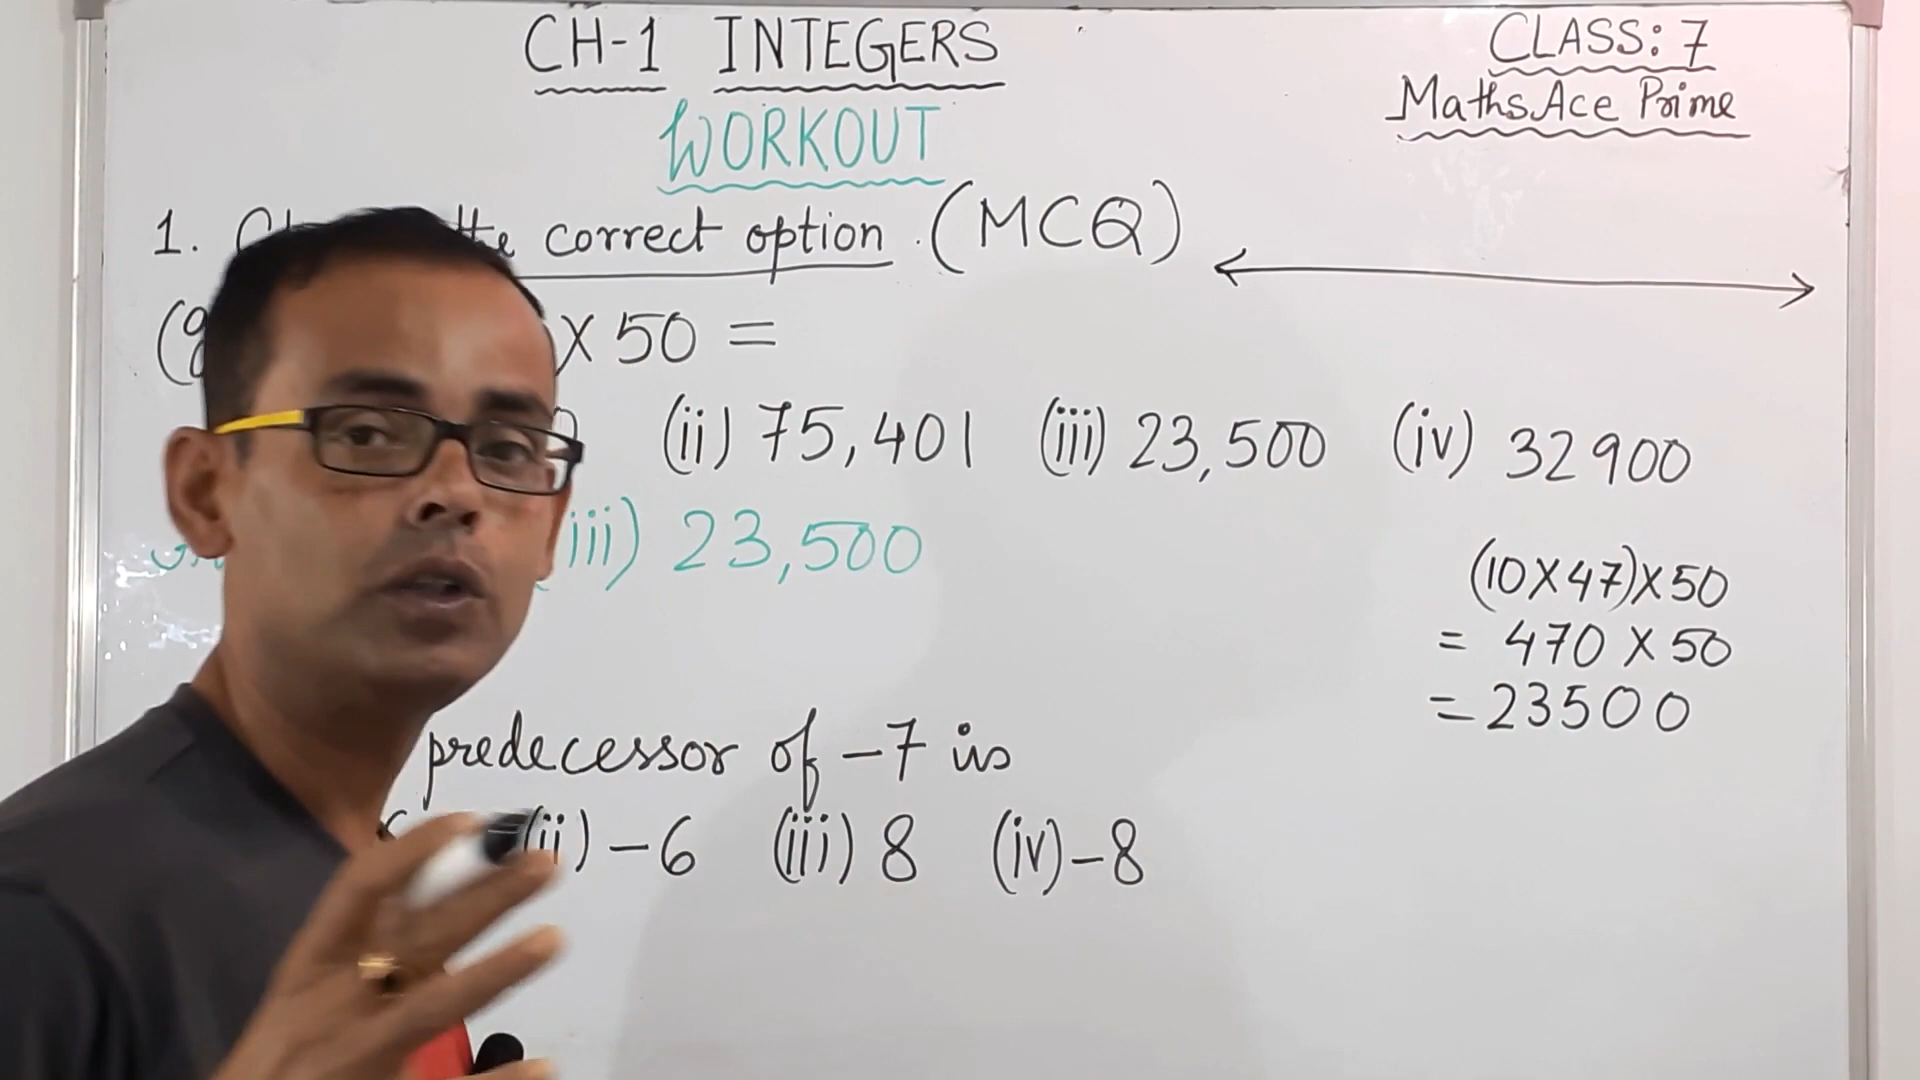 CH-1 INTEGERS
CLASS: 7
WORKOUT
Maths Ace Prime
1. the correct option. (MCQ)
(g x 50 =
(ii) 75,401 (iii) 23,500 (iv) 32900
(iii) 23,500
(10x47)x50
= 470 x 50
= 23500
predecessor of -7 is
(ii) -6 (iii) 8 (iv) -8